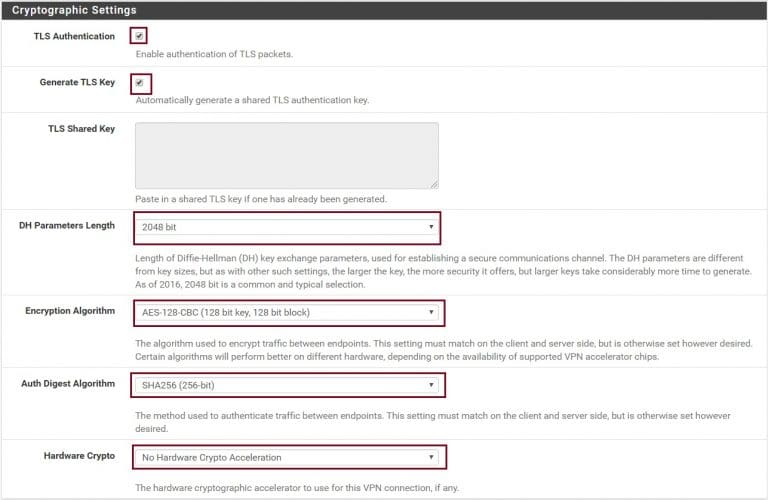 Cryptographic Settings
TLS Authentication
Enable authentication of TLS packets.
Generate TLS Key
Automatically generate a shared TLS authentication key.
TLS Shared Key
Paste in a shared TLS key if one has already been generated.
DH Parameters Length
2048 bit
Length of Diffie-Hellman (DH) key exchange parameters, used for establishing a secure communications channel. The DH parameters are different
from key sizes, but as with other such settings, the larger the key, the more security it offers, but larger keys take considerably more time to generate.
As of 2016, 2048 bit is a common and typical selection.
Encryption Algorithm
AES-128-CBC (128 bit key, 128 bit block)
The algorithm used to encrypt traffic between endpoints. This setting must match on the client and server side, but is otherwise set however desired.
Certain algorithms will perform better on different hardware, depending on the availability of supported VPN accelerator chips.
Auth Digest Algorithm
SHA256 (256-bit)
The method used to authenticate traffic between endpoints. This setting must match on the client and server side, but is otherwise set however
desired.
Hardware Crypto
No Hardware Crypto Acceleration
The hardware cryptographic accelerator to use for this VPN connection, if any.